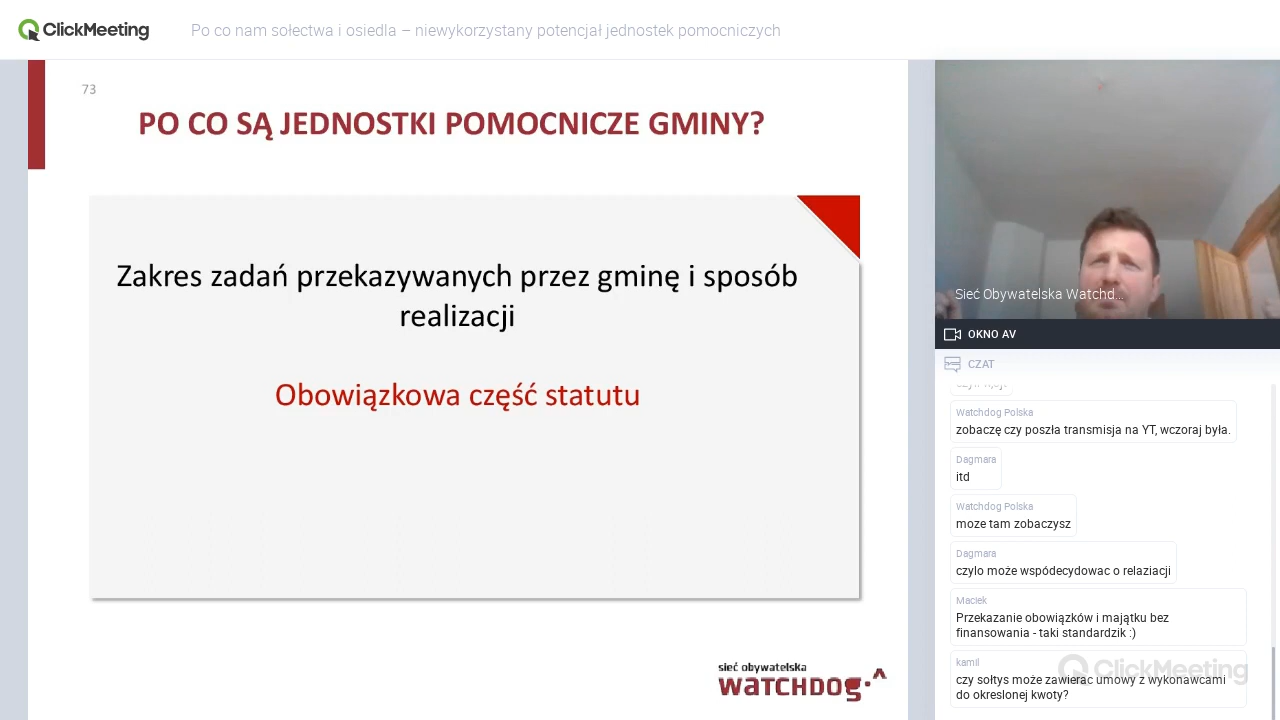 ClickMeeting
Po co nam sołectwa i osiedla – niewykorzystany potencjał jednostek pomocniczych
73
PO CO SĄ JEDNOSTKI POMOCNICZE GMINY?
Zakres zadań przekazywanych przez gminę i sposób
realizacji
Obowiązkowa część statutu
sieć obywatelska
WATCHDOG
Sieć Obywatelska Watchd...
OKNO AV
CZAT
Watchdog Polska
zobaczę czy poszła transmisja na YT, wczoraj była.
Dagmara
itd
Watchdog Polska
moze tam zobaczysz
Dagmara
czylo może wspódecydowac o relaziacji
Maciek
Przekazanie obowiązków i majątku bez
finansowania - taki standardzik :)
kamil
czy sołtys może zawierać umowy z wykonawcami
do okreslonej kwoty?
ClickMeeting